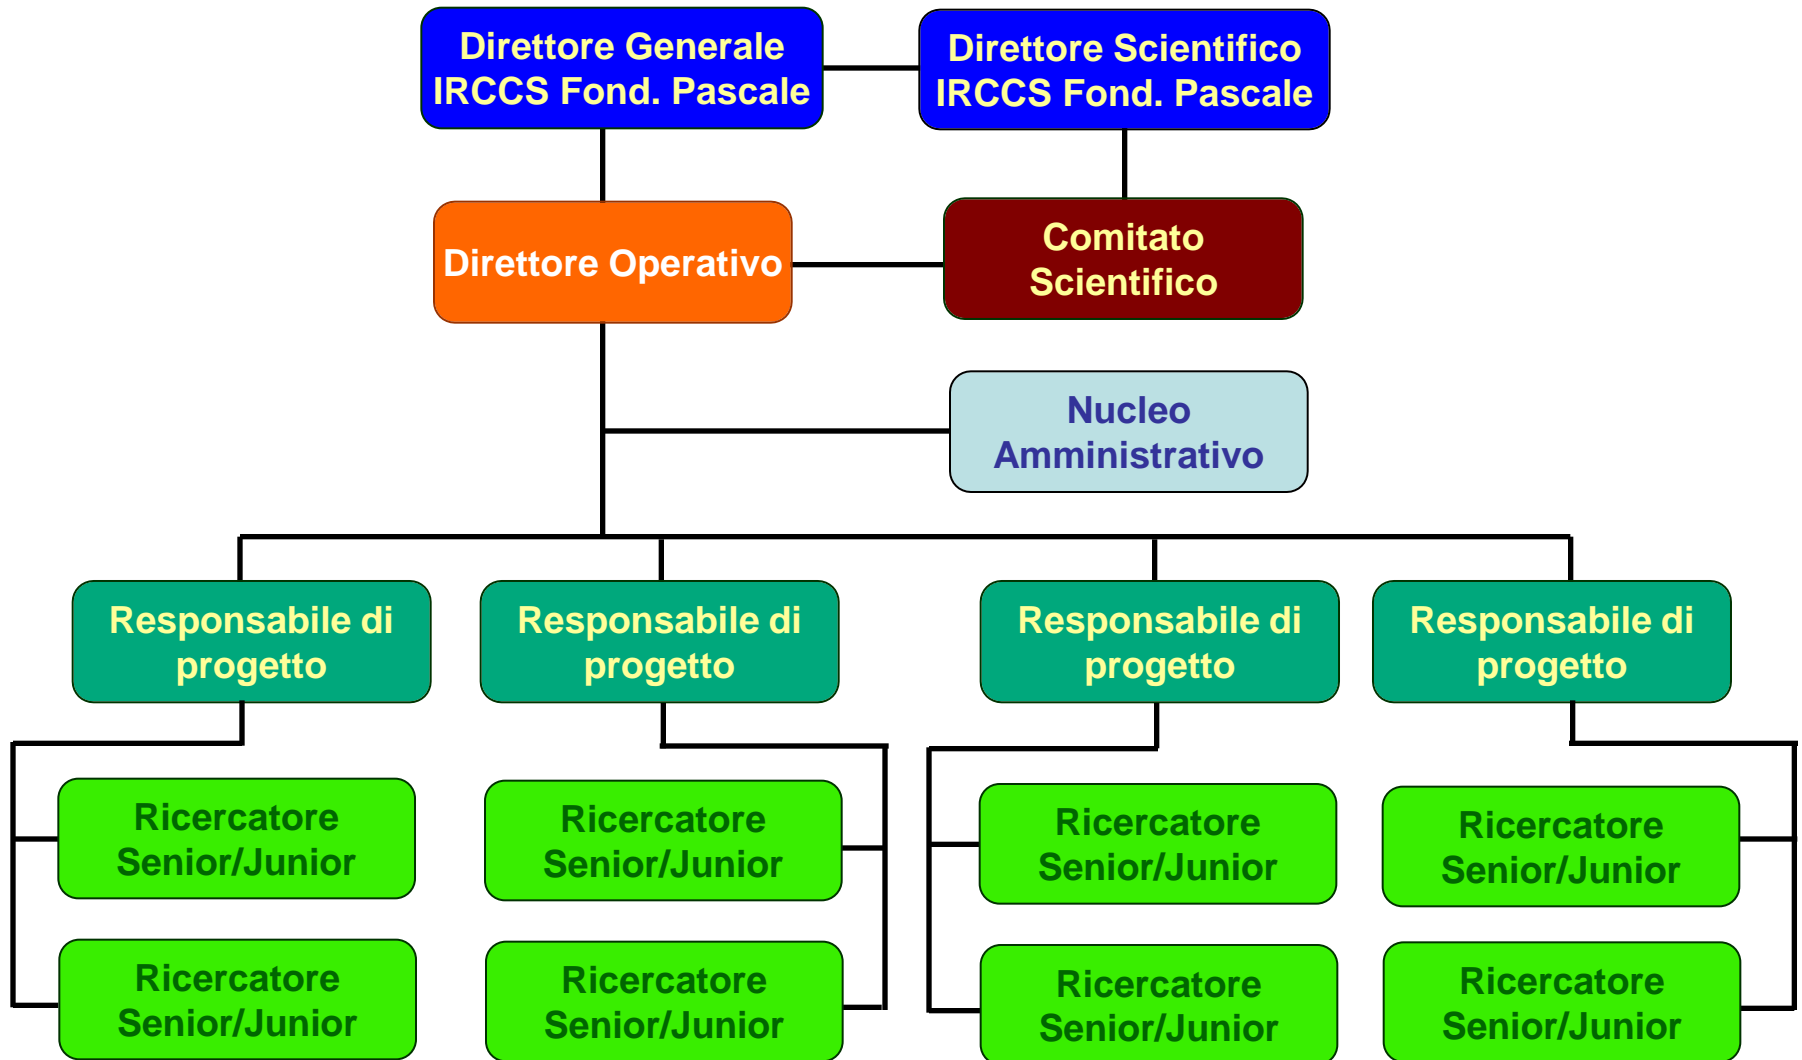 Direttore Generale
IRCCS Fond. Pascale
Direttore Scientifico
IRCCS Fond. Pascale
Direttore Operativo
Comitato
Scientifico
Nucleo
Amministrativo
Responsabile di
progetto
Responsabile di
progetto
Responsabile di
progetto
Responsabile di
progetto
Ricercatore
Senior/Junior
Ricercatore
Senior/Junior
Ricercatore
Senior/Junior
Ricercatore
Senior/Junior
Ricercatore
Senior/Junior
Ricercatore
Senior/Junior
Ricercatore
Senior/Junior
Ricercatore
Senior/Junior